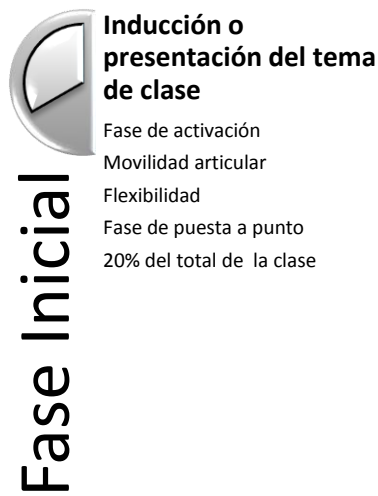 Inducción o
presentación del tema
de clase
Fase de activación
Movilidad articular
Flexibilidad
Fase de puesta a punto
20% del total de  la clase
Fase Inicial